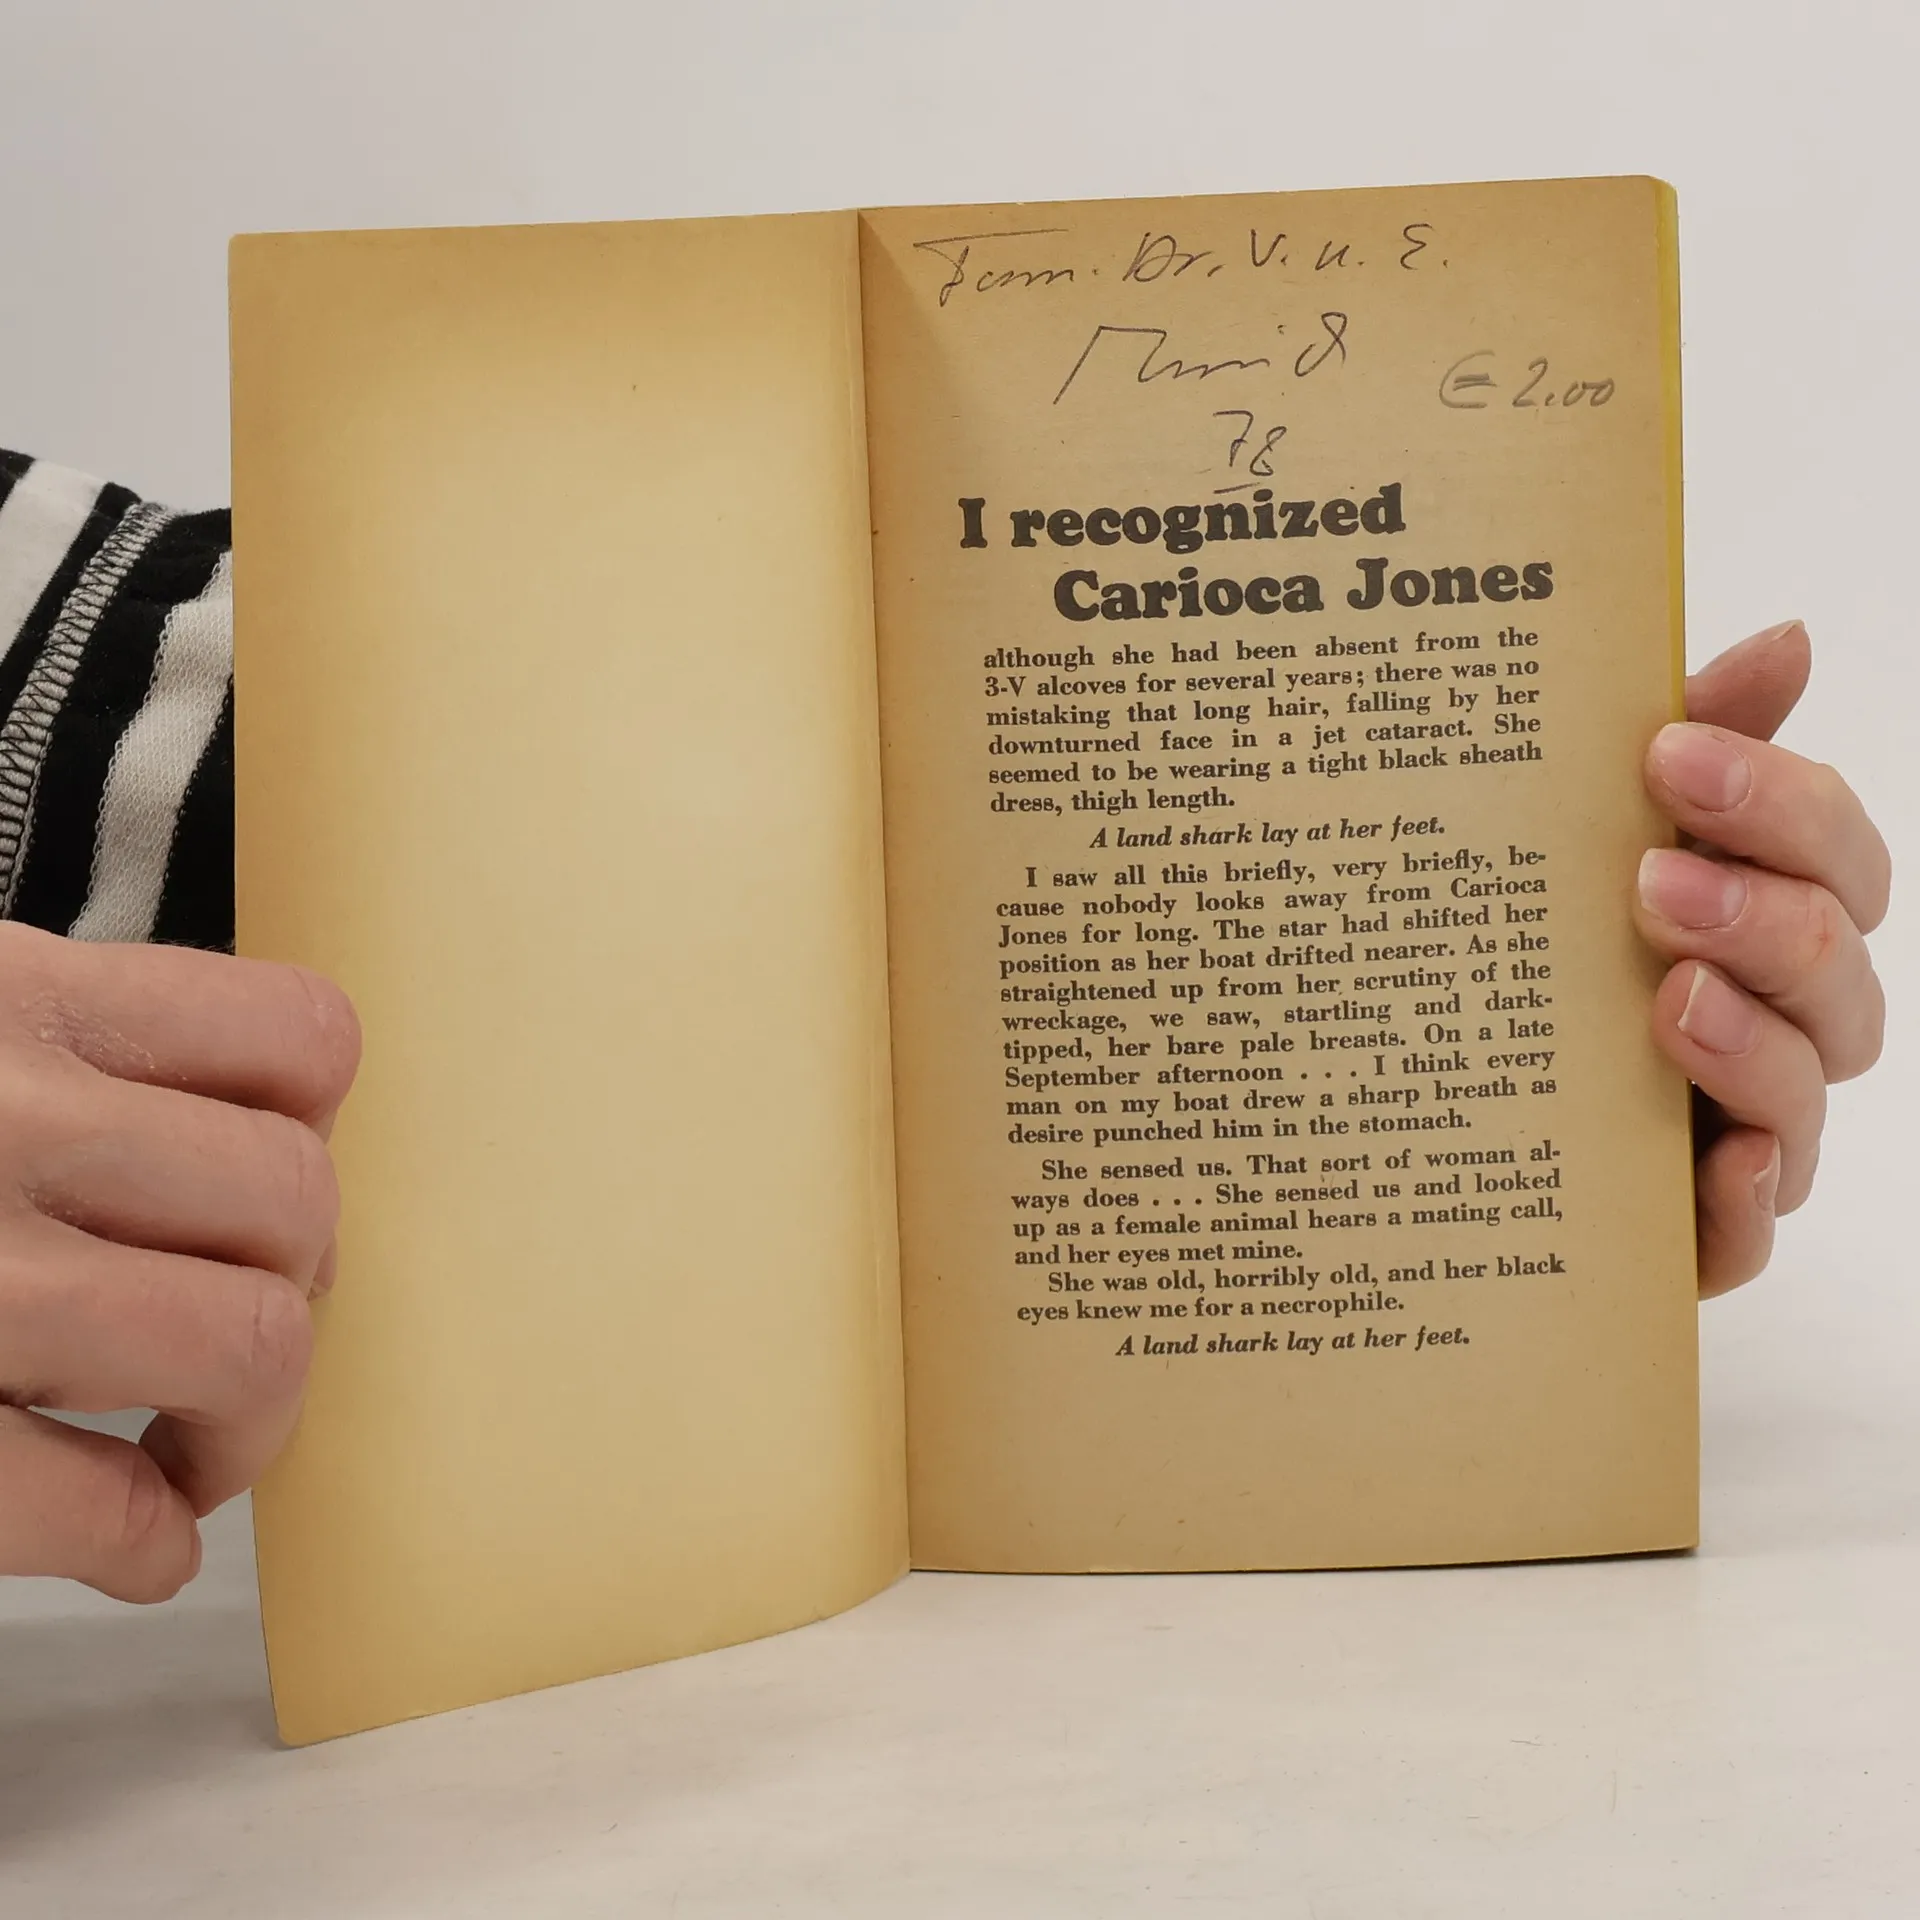 Fam. Dr. V. u. E.
78
€ 2.00
I recognized
Carioca Jones
although she had been absent from the
3-V alcoves for several years; there was no
mistaking that long hair, falling by her
downturned face in a jet cataract. She
seemed to be wearing a tight black sheath
dress, thigh length.
A land shark lay at her feet.
I saw all this briefly, very briefly, be-
cause nobody looks away from Carioca
Jones for long. The star had shifted her
position as her boat drifted nearer. As she
straightened up from her scrutiny of the
wreckage, we saw, startling and dark-
tipped, her bare pale breasts. On a late
September afternoon . . . I think every
man on my boat drew a sharp breath as
desire punched him in the stomach.
She sensed us. That sort of woman al-
ways does . . . She sensed us and looked
up as a female animal hears a mating call,
and her eyes met mine.
She was old, horribly old, and her black
eyes knew me for a necrophile.
A land shark lay at her feet.